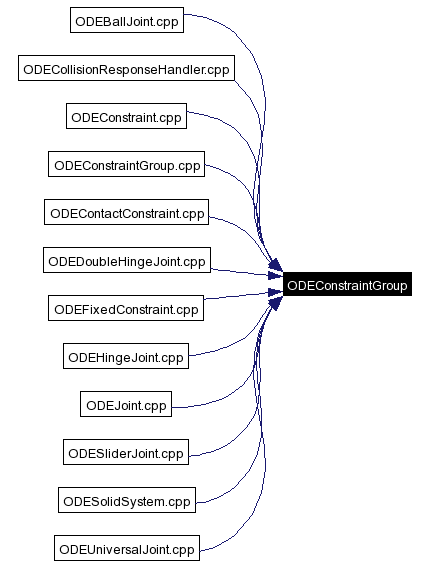 ODEBallJoint.cpp
ODECollisionResponseHandler.cpp
ODEConstraint.cpp
ODEConstraintGroup.cpp
ODEContactConstraint.cpp
ODEDoubleHingeJoint.cpp
ODEConstraintGroup
ODEFixedConstraint.cpp
ODEHingeJoint.cpp
ODEJoint.cpp
ODESliderJoint.cpp
ODESolidSystem.cpp
ODEUniversalJoint.cpp